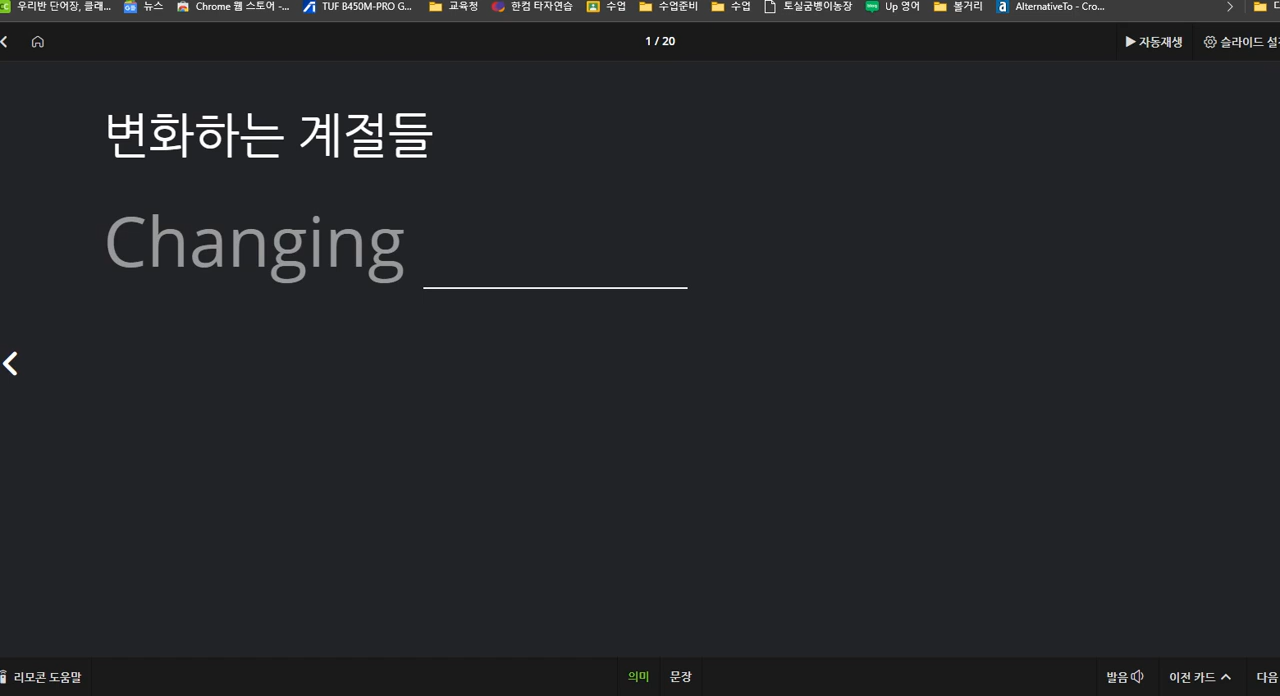 우리반 단어장, 클래... 뉴스 Chrome 웹 스토어 -... TUF B450M-PRO G... 교육청 한컴 타자연습 수업 수업준비 수업 토실굼벵이농장 Up 영어 볼거리 AlternativeTo - Cro...
1 / 20 ▶ 자동재생 슬라이드
변화하는 계절들
Changing
리모콘 도움말 의미 문장 발음 이전 카드 다음